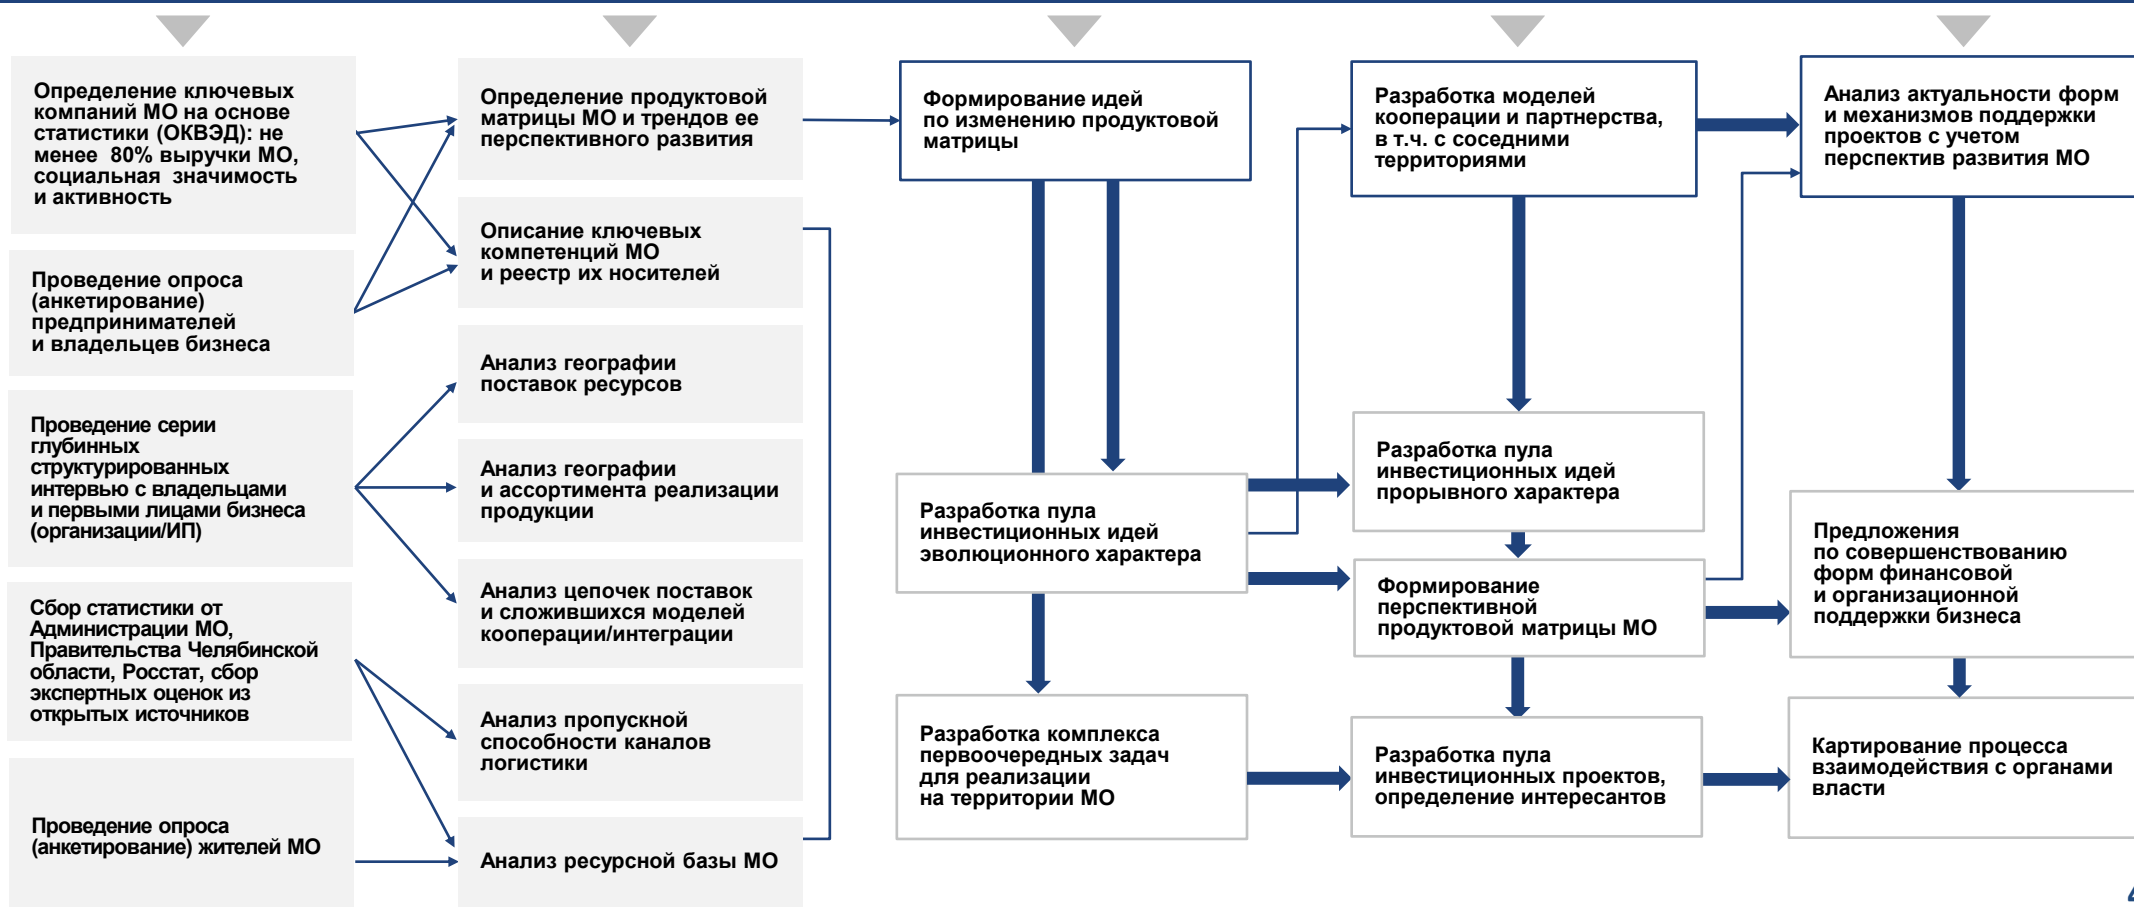 Определение ключевых
компаний МО на основе
статистики (ОКВЭД): не
менее 80% выручки МО,
социальная значимость
и активность
Проведение опроса
(анкетирование)
предпринимателей
и владельцев бизнеса
Проведение серии
глубинных
структурированных
интервью с владельцами
и первыми лицами бизнеса
(организации/ИП)
Сбор статистики от
Администрации МО,
Правительства Челябинской
области, Росстат, сбор
экспертных оценок из
открытых источников
Проведение опроса
(анкетирование) жителей МО
Определение продуктовой
матрицы МО и трендов ее
перспективного развития
Описание ключевых
компетенций МО
и реестр их носителей
Анализ географии
поставок ресурсов
Анализ географии
и ассортимента реализации
продукции
Анализ цепочек поставок
и сложившихся моделей
кооперации/интеграции
Анализ пропускной
способности каналов
логистики
Анализ ресурсной базы МО
Формирование идей
по изменению продуктовой
матрицы
Разработка пула
инвестиционных идей
эволюционного характера
Разработка комплекса
первоочередных задач
для реализации
на территории МО
Разработка моделей
кооперации и партнерства,
в т.ч. с соседними
территориями
Разработка пула
инвестиционных идей
прорывного характера
Формирование
перспективной
продуктовой матрицы МО
Разработка пула
инвестиционных проектов,
определение интересантов
Анализ актуальности форм
и механизмов поддержки
проектов с учетом
перспектив развития МО
Предложения
по совершенствованию
форм финансовой
и организационной
поддержки бизнеса
Картирование процесса
взаимодействия с органами
власти